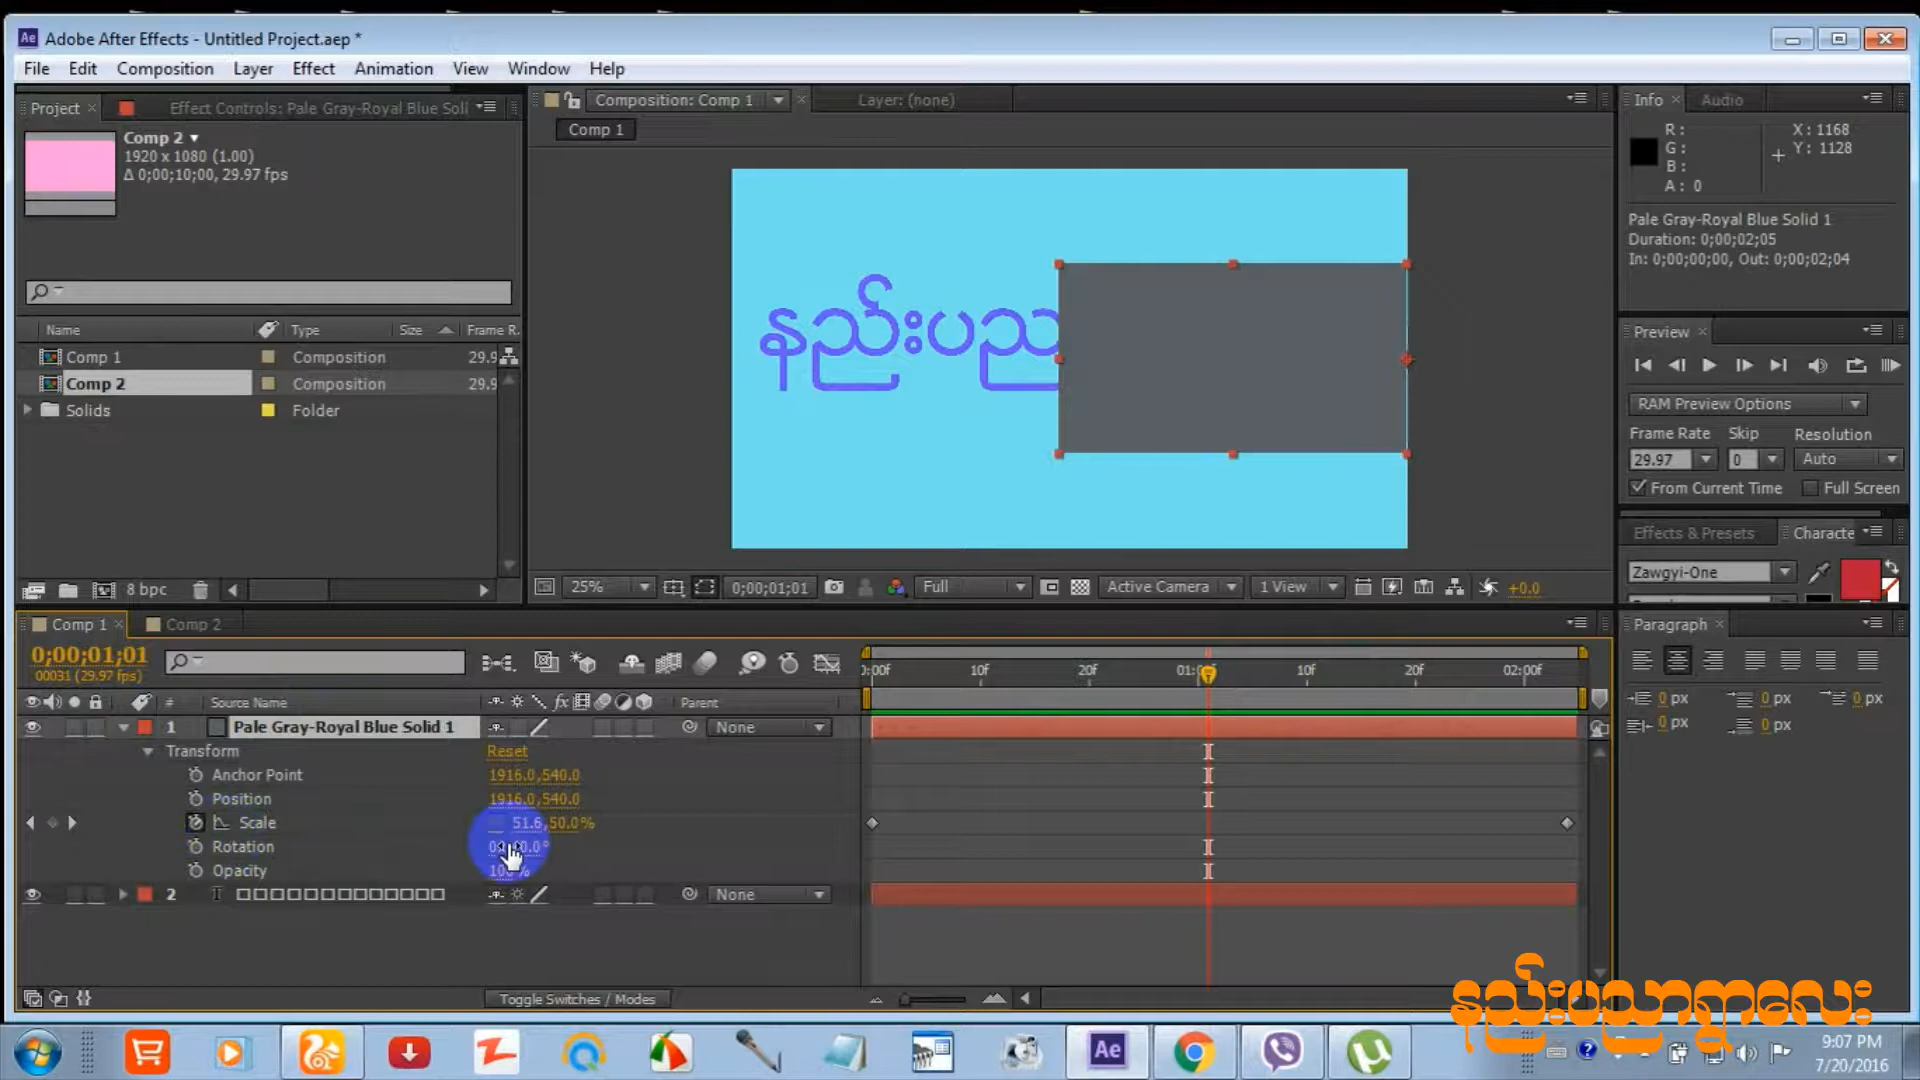 Adobe After Effects - Untitled Project.aep *
File Edit Composition Layer Effect Animation View Window Help
Project × Effect Controls: Pale Gray-Royal Blue Soli
Comp 2
1920 x 1080 (1.00)
Δ 0;00;10;00, 29.97 fps
Name Type Size Frame R.
Comp 1 Composition 29.9
Comp 2 Composition 29.9
Solids Folder
8 bpc
Composition: Comp 1 Layer: (none)
Comp 1
နည်းပည
25% 0;00;01;01 Full Active Camera 1 View +0.0
Info × Audio
R: X: 1168
G: Y: 1128
B:
A: 0
Pale Gray-Royal Blue Solid 1
Duration: 0;00;02;05
In: 0;00;00;00, Out: 0;00;02;04
Preview ×
RAM Preview Options
Frame Rate Skip Resolution
29.97 0 Auto
From Current Time Full Screen
Effects & Presets Characte
Zawgyi-One
Paragraph ×
0 px 0 px 0 px
0 px 0 px
Comp 1 × Comp 2
0;00;01;01
00031 (29.97 fps)
0:00f 10f 20f 01:00f 10f 20f 02:00f
# Source Name fx Parent
1 Pale Gray-Royal Blue Solid 1 None
Transform Reset
Anchor Point 1916.0,540.0
Position 1916.0,540.0
Scale 51.6,50.0%
Rotation
Opacity 100%
2 None
Toggle Switches / Modes
နည်းပညာရွာလေး
9:07 PM
7/20/2016